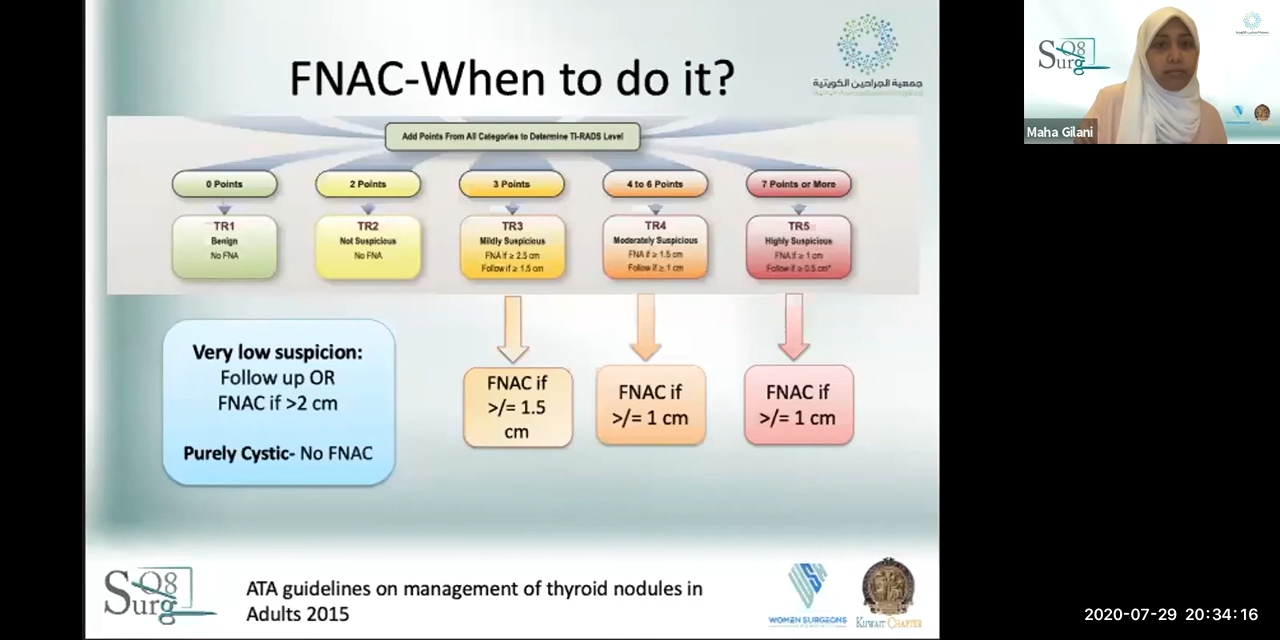 FNAC-When to do it?
جمعية الجراحين الكويتية
Add Points From All Categories to Determine TI-RADS Level
0 Points
2 Points
3 Points
4 to 6 Points
7 Points or More
TR1
Benign
No FNA
TR2
Not Suspicious
No FNA
TR3
Mildly Suspicious
FNA if ≥ 2.5 cm
Follow if ≥ 1.5 cm
TR4
Moderately Suspicious
FNA if ≥ 1.5 cm
Follow if ≥ 1 cm
TR5
Highly Suspicious
FNA if ≥ 1 cm
Follow if ≥ 0.5 cm*
Very low suspicion:
Follow up OR
FNAC if >2 cm
Purely Cystic- No FNAC
FNAC if
>/= 1.5
cm
FNAC if
>/= 1 cm
FNAC if
>/= 1 cm
SurgQ8
ATA guidelines on management of thyroid nodules in
Adults 2015
WOMEN SURGEONS
KUWAIT CHAPTER
SurgQ8
Maha Gilani
2020-07-29 20:34:16